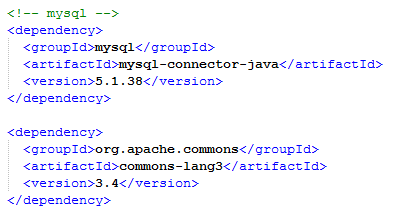 <!-- mysql -->
<dependency>
  <groupId>mysql</groupId>
  <artifactId>mysql-connector-java</artifactId>
  <version>5.1.38</version>
</dependency>

<dependency>
  <groupId>org.apache.commons</groupId>
  <artifactId>commons-lang3</artifactId>
  <version>3.4</version>
</dependency>